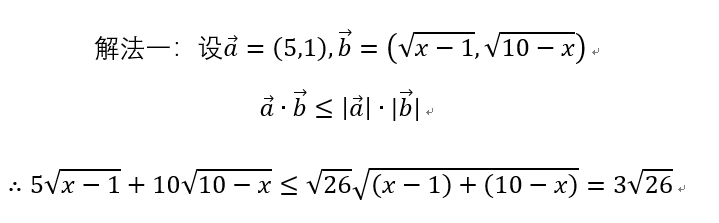 解法一：设a⃗ = (5,1), b⃗ = (√(x − 1), √(10 − x))
a⃗ · b⃗ ≤ |a⃗| · |b⃗|
∴ 5√(x − 1) + 10√(10 − x) ≤ √26√((x − 1) + (10 − x)) = 3√26